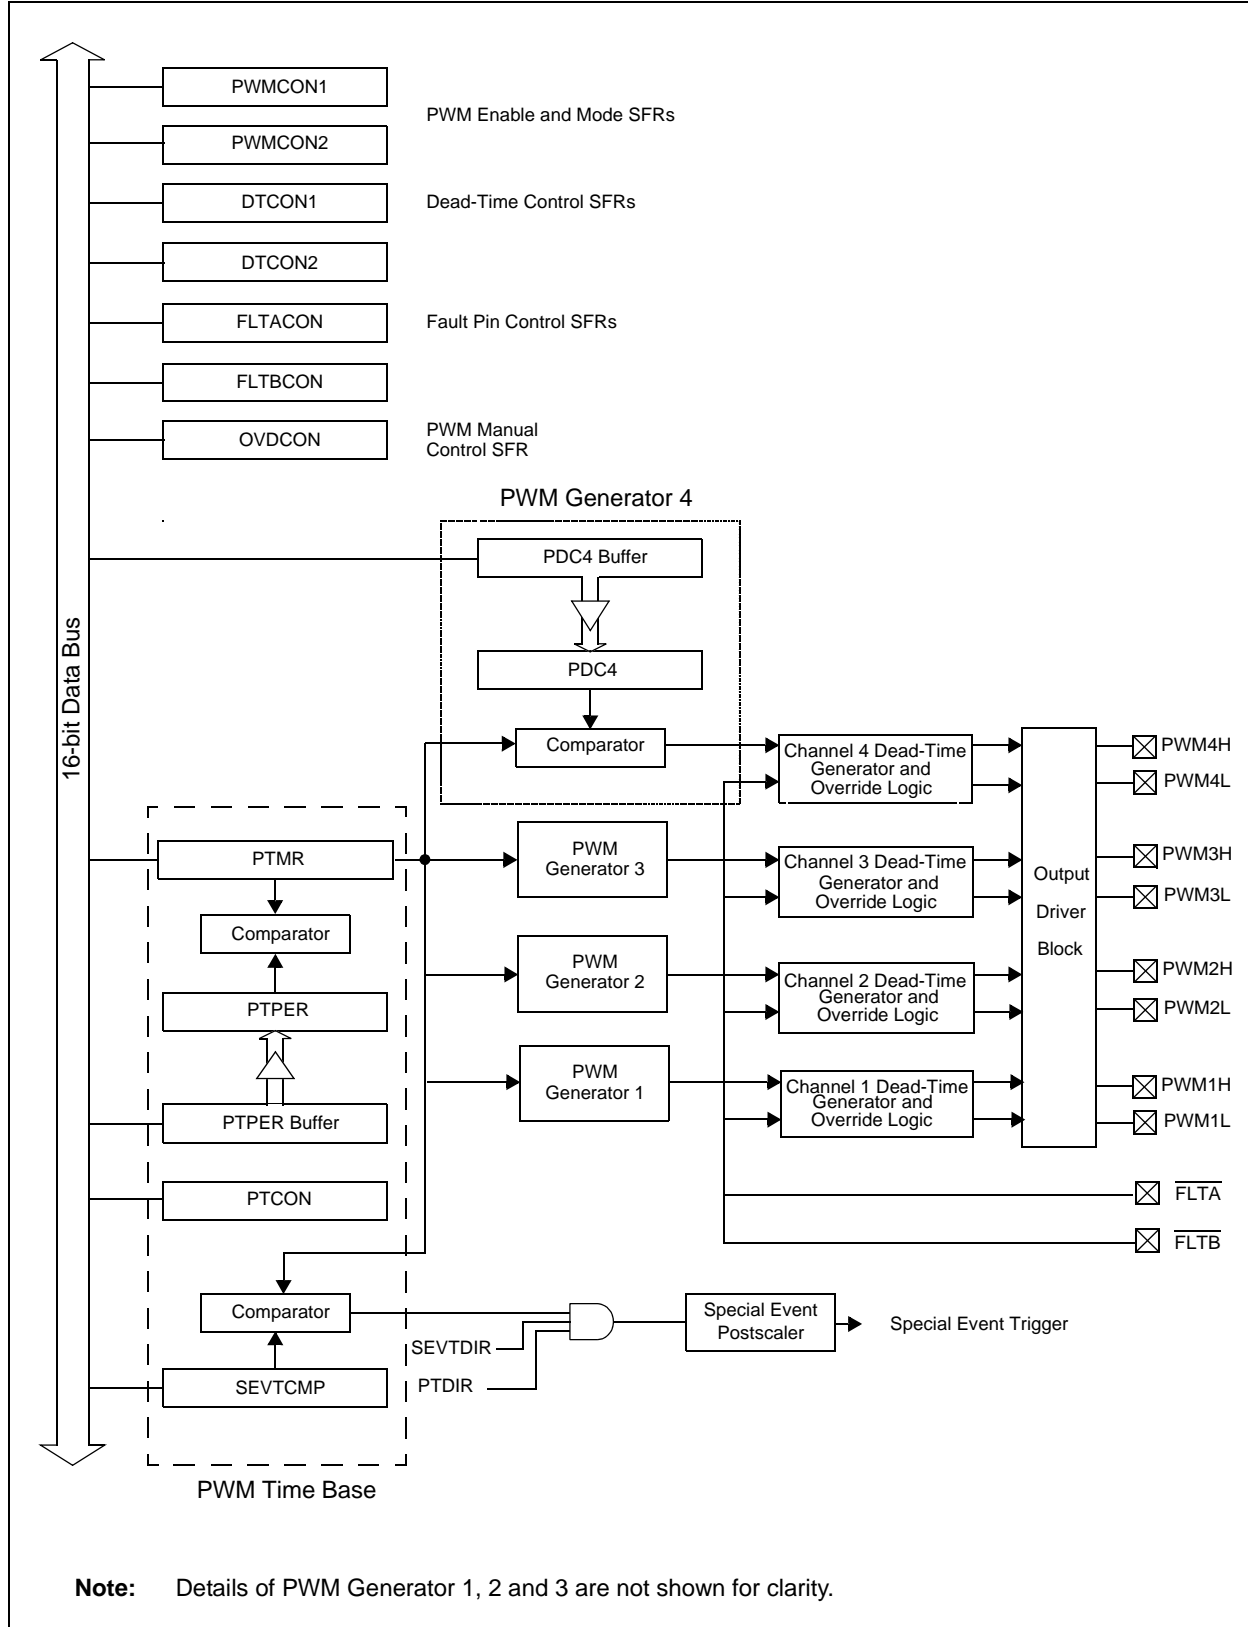 PWMCON1
PWM Enable and Mode SFRs
PWMCON2
DTCON1
Dead-Time Control SFRs
DTCON2
FLTACON
Fault Pin Control SFRs
FLTBCON
OVDCON
PWM Manual
Control SFR
PWM Generator 4
PDC4 Buffer
PDC4
Comparator
16-bit Data Bus
Channel 4 Dead-Time
Generator and
Override Logic
PWM4H
PWM4L
PTMR
Comparator
PTPER
PTPER Buffer
PTCON
Comparator
SEVTCMP
PWM Time Base
PWM
Generator 3
Channel 3 Dead-Time
Generator and
Override Logic
PWM3H
PWM3L
PWM
Generator 2
Channel 2 Dead-Time
Generator and
Override Logic
PWM2H
PWM2L
PWM
Generator 1
Channel 1 Dead-Time
Generator and
Override Logic
PWM1H
PWM1L
Output
Driver
Block
FLTA
FLTB
SEVTDIR
PTDIR
Special Event
Postscaler
Special Event Trigger
Note: Details of PWM Generator 1, 2 and 3 are not shown for clarity.